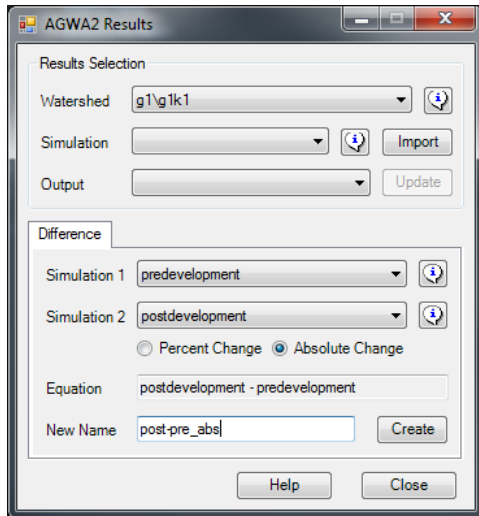 AGWA2 Results
Results Selection
Watershed g1\g1k1
Simulation Import
Output Update
Difference
Simulation 1 predevelopment
Simulation 2 postdevelopment
Percent Change Absolute Change
Equation postdevelopment - predevelopment
New Name post-pre_abs Create
Help Close